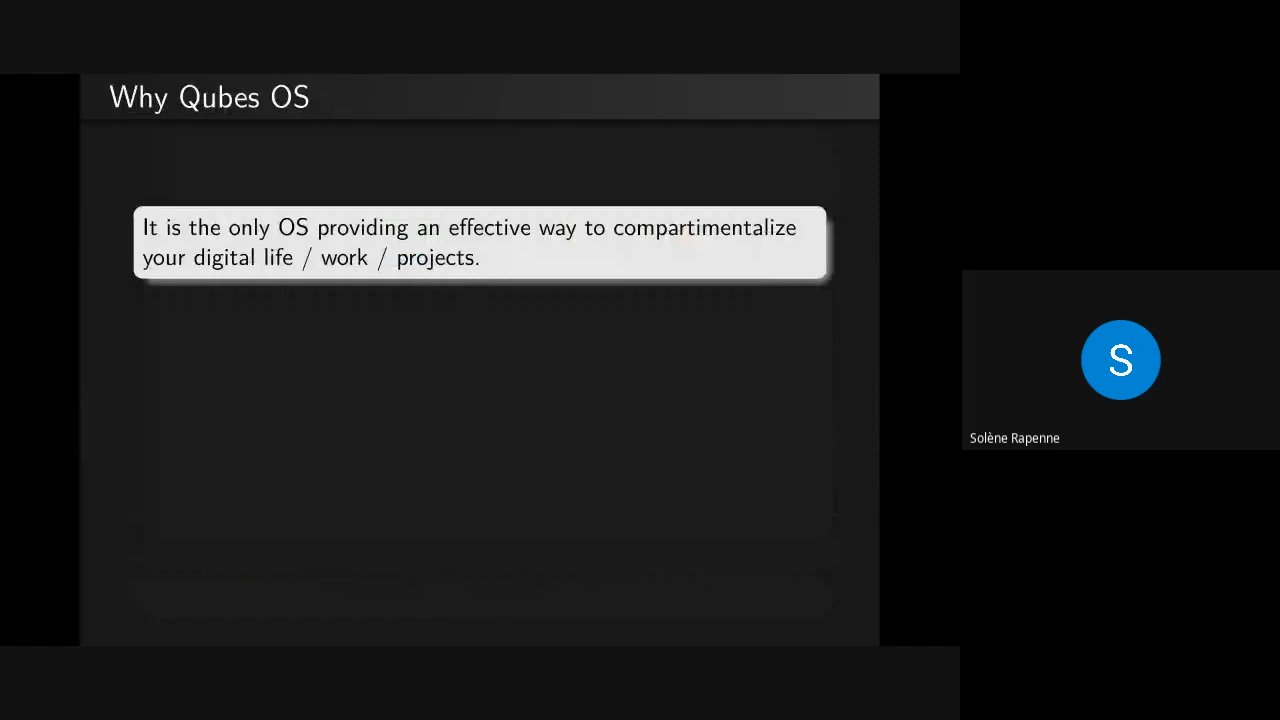 Why Qubes OS
It is the only OS providing an effective way to compartimentalize
your digital life / work / projects.
S
Solène Rapenne